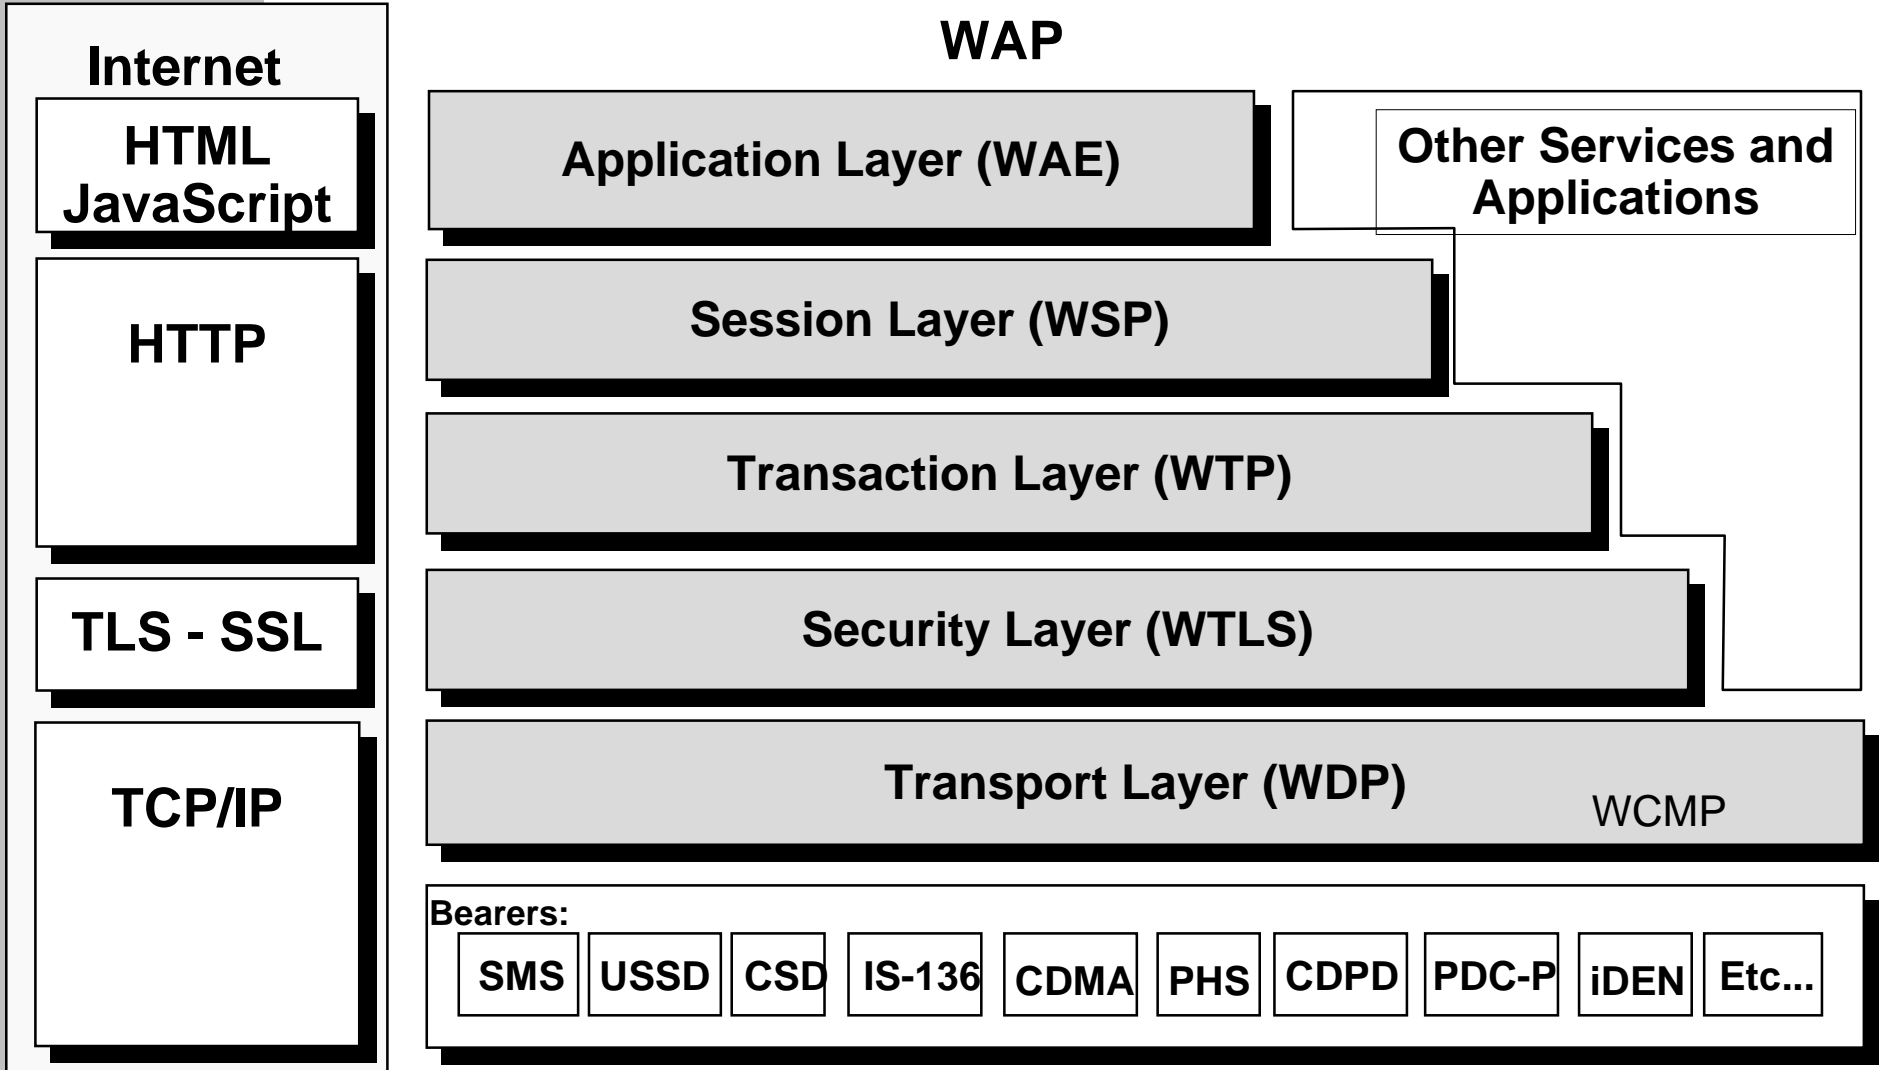 Internet
HTML
JavaScript
HTTP
TLS - SSL
TCP/IP
WAP
Application Layer (WAE)
Other Services and
Applications
Session Layer (WSP)
Transaction Layer (WTP)
Security Layer (WTLS)
Transport Layer (WDP)
WCMP
Bearers:
SMS USSD CSD IS-136 CDMA PHS CDPD PDC-P iDEN Etc...